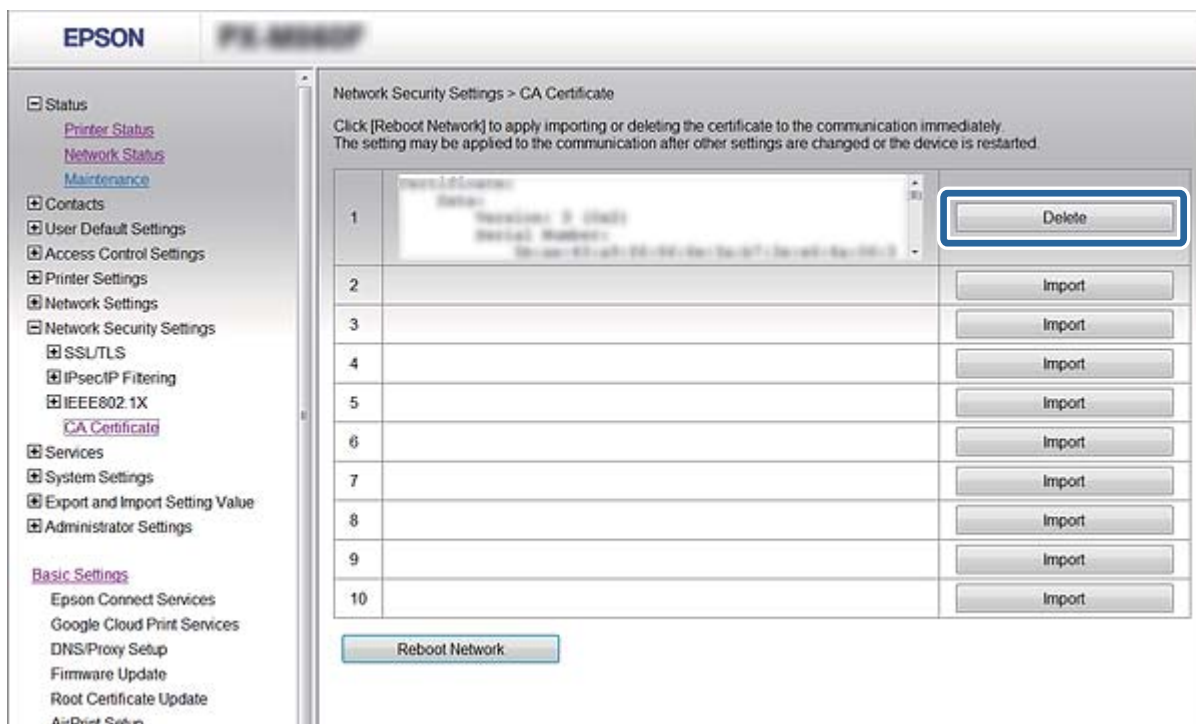 EPSON
Status
Printer Status
Network Status
Maintenance
Contacts
User Default Settings
Access Control Settings
Printer Settings
Network Settings
Network Security Settings
SSL/TLS
IPsec/IP Filtering
IEEE802.1X
CA Certificate
Services
System Settings
Export and Import Setting Value
Administrator Settings
Basic Settings
Epson Connect Services
Google Cloud Print Services
DNS/Proxy Setup
Firmware Update
Root Certificate Update
AirPrint Setup
Network Security Settings > CA Certificate
Click [Reboot Network] to apply importing or deleting the certificate to the communication immediately.
The setting may be applied to the communication after other settings are changed or the device is restarted.
1 Delete
2 Import
3 Import
4 Import
5 Import
6 Import
7 Import
8 Import
9 Import
10 Import
Reboot Network